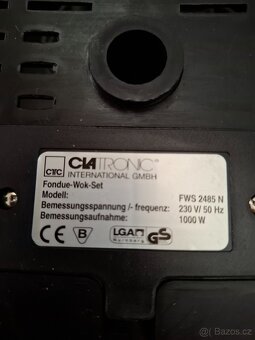 CTC CLATRONIC®
INTERNATIONAL GMBH
Fondue-Wok-Set
Modell: FWS 2485 N
Bemessungsspannung /- frequenz: 230 V/ 50 Hz
Bemessungsaufnahme: 1000 W
CE B LGA Nürnberg GS
© Bazos.cz